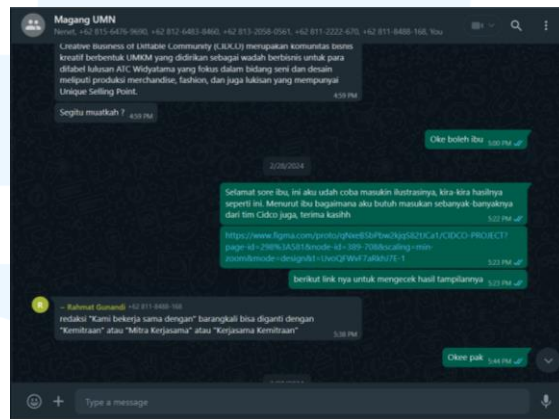 Magang UMN
Nenet, +62 815-6476-9690, +62 812-6483-8460, +62 813-2058-0561, +62 811-2222-670, +62 811-8488-168, You
Creative Business of Diffable Community (CIDCO) merupakan komunitas bisnis
kreatif berbentuk UMKM yang didirikan sebagai wadah berbisnis untuk para
difabel lulusan ATC Widyatama yang fokus dalam bidang seni dan desain
meliputi produksi merchandise, fashion, dan juga lukisan yang mempunyai
Unique Selling Point.
4:59 PM
Segitu muatkah ? 4:59 PM
Oke boleh ibu 5:00 PM
2/28/2024
Selamat sore ibu, ini aku udah coba masukin ilustrasinya, kira-kira hasilnya
seperti ini. Menurut ibu bagaimana aku butuh masukan sebanyak-banyaknya
dari tim Cidco juga, terima kasihh
5:22 PM
zoom&mode=design&t=
5:23 PM
berikut link nya untuk mengecek hasil tampilannya 5:23 PM
R
~ Rahmat Gunandi +62 811-8488-168
redaksi "Kami bekerja sama dengan" barangkali bisa diganti dengan
"Kemitraan" atau "Mitra Kerjasama" atau "Kerjasama Kemitraan"
5:38 PM
Okee pak 5:44 PM
Type a message